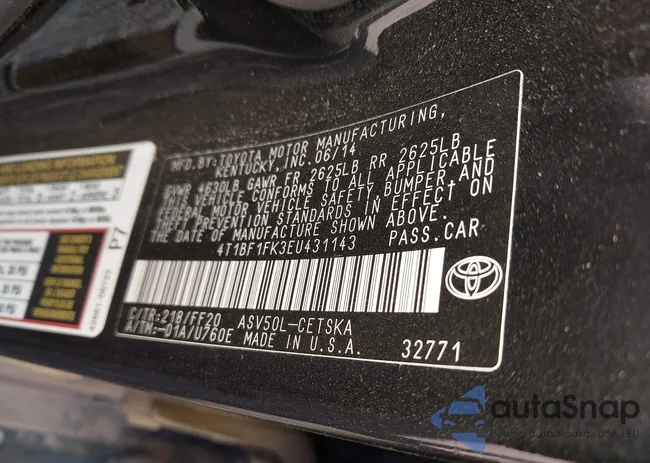 MFD.BY: TOYOTA MOTOR MANUFACTURING,
KENTUCKY, INC. 06/14
GVWR 4630LB GAWR FR 2625LB RR 2625LB
THIS VEHICLE CONFORMS TO ALL APPLICABLE
FEDERAL MOTOR VEHICLE SAFETY, BUMPER, AND
THEFT PREVENTION STANDARDS IN EFFECT ON
THE DATE OF MANUFACTURE SHOWN ABOVE.
4T1BF1FK3EU431143 PASS.CAR
C/TR: 218/FF20 ASV50L-CETSKA
A/TM: -01A/U760E MADE IN U.S.A. 32771
P7
autaSnap